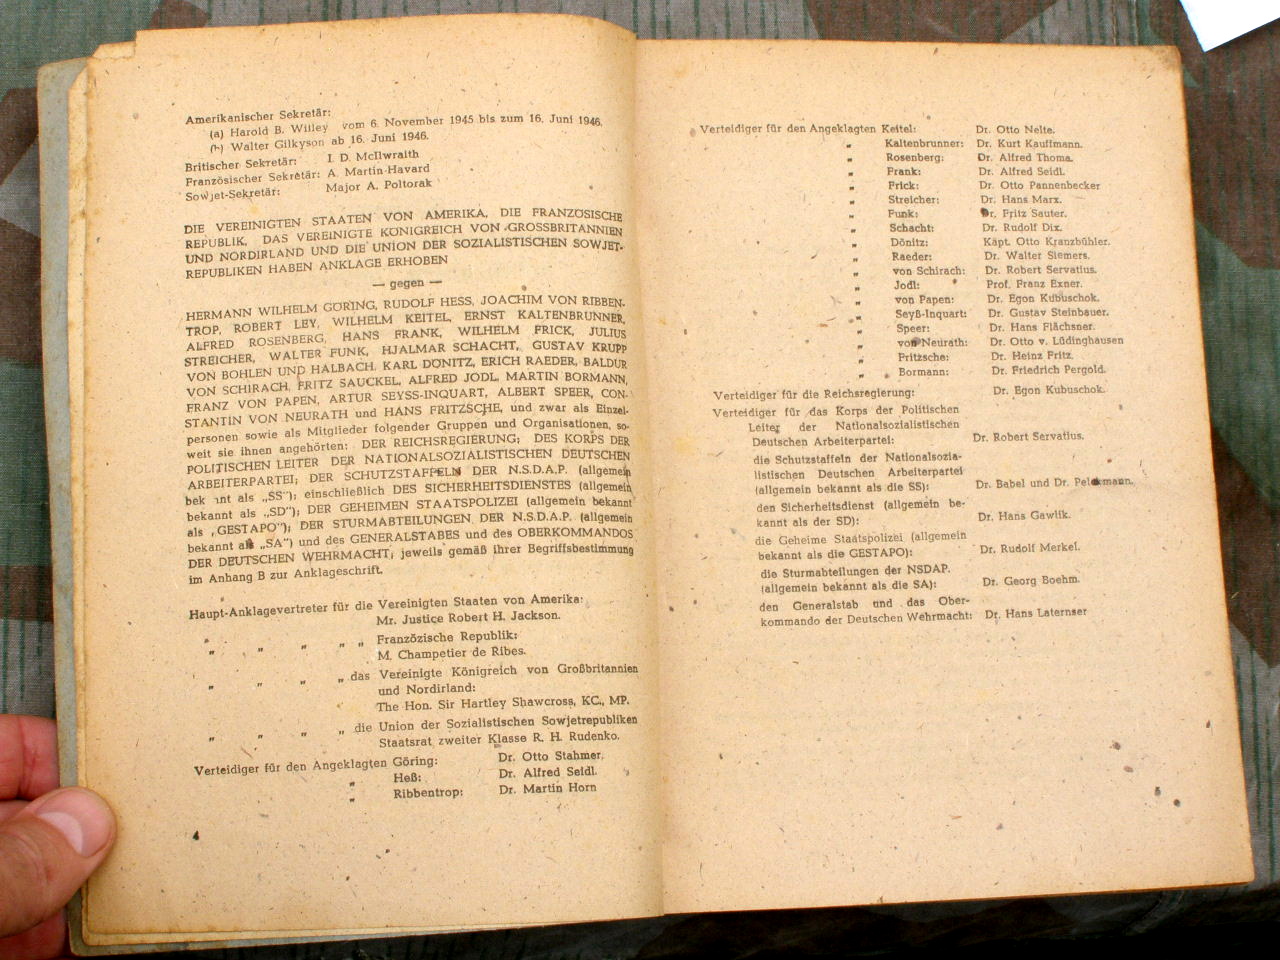 Amerikanischer Sekretär:
(a) Harold B. Willey vom 6. November 1945 bis zum 16. Juni 1946.
(b) Walter Gilkyson ab 16. Juni 1946.
Britischer Sekretär: I. D. McIlwraith
Französischer Sekretär: A. Martin-Havard
Sowjet-Sekretär: Major A. Poltorak
DIE VEREINIGTEN STAATEN VON AMERIKA, DIE FRANZÖSISCHE
REPUBLIK, DAS VEREINIGTE KÖNIGREICH VON GROSSBRITANNIEN
UND NORDIRLAND UND DIE UNION DER SOZIALISTISCHEN SOWJET-
REPUBLIKEN HABEN ANKLAGE ERHOBEN
— gegen —
HERMANN WILHELM GÖRING, RUDOLF HESS, JOACHIM VON RIBBEN-
TROP, ROBERT LEY, WILHELM KEITEL, ERNST KALTENBRUNNER,
ALFRED ROSENBERG, HANS FRANK, WILHELM FRICK, JULIUS
STREICHER, WALTER FUNK, HJALMAR SCHACHT, GUSTAV KRUPP
VON BOHLEN UND HALBACH, KARL DÖNITZ, ERICH RAEDER, BALDUR
VON SCHIRACH, FRITZ SAUCKEL, ALFRED JODL, MARTIN BORMANN,
FRANZ VON PAPEN, ARTUR SEYSS-INQUART, ALBERT SPEER, CON-
STANTIN VON NEURATH und HANS FRITZSCHE, und zwar als Einzel-
personen sowie als Mitglieder folgender Gruppen und Organisationen, so-
weit sie ihnen angehörten: DER REICHSREGIERUNG; DES KORPS DER
POLITISCHEN LEITER DER NATIONALSOZIALISTISCHEN DEUTSCHEN
ARBEITERPARTEI; DER SCHUTZSTAFFELN DER N.S.D.A.P. (allgemein
bekannt als „SS"); einschließlich DES SICHERHEITSDIENSTES (allgemein
bekannt als „SD"); DER GEHEIMEN STAATSPOLIZEI (allgemein bekannt
als „GESTAPO"); DER STURMABTEILUNGEN DER N.S.D.A.P. (allgemein
bekannt als „SA") und des GENERALSTABES und des OBERKOMMANDOS
DER DEUTSCHEN WEHRMACHT; jeweils gemäß ihrer Begriffsbestimmung
im Anhang B zur Anklageschrift.
Haupt-Anklagevertreter für die Vereinigten Staaten von Amerika:
Mr. Justice Robert H. Jackson.
„ „ „ „ „ Französische Republik:
„ „ „ M. Champetier de Ribes.
„ „ „ „ das Vereinigte Königreich von Großbritannien
und Nordirland:
The Hon. Sir Hartley Shawcross, KC., MP.
„ „ „ „ die Union der Sozialistischen Sowjetrepubliken
Staatsrat zweiter Klasse R. H. Rudenko.
Verteidiger für den Angeklagten Göring: Dr. Otto Stahmer.
„ Heß: Dr. Alfred Seidl.
„ Ribbentrop: Dr. Martin Horn
4
Verteidiger für den Angeklagten Keitel: Dr. Otto Nelte.
„ Kaltenbrunner: Dr. Kurt Kauffmann.
„ Rosenberg: Dr. Alfred Thoma.
„ Frank: Dr. Alfred Seidl.
„ Frick: Dr. Otto Pannenbecker
„ Streicher: Dr. Hans Marx.
„ Funk: Dr. Fritz Sauter.
„ Schacht: Dr. Rudolf Dix.
„ Dönitz: Kapt. Otto Kranzbühler.
„ Raeder: Dr. Walter Siemers.
„ von Schirach: Dr. Robert Servatius.
„ Jodl: Prof. Franz Exner.
„ von Papen: Dr. Egon Kubuschok.
„ Seyß-Inquart: Dr. Gustav Steinbauer.
„ Speer: Dr. Hans Flächsner.
„ von Neurath: Dr. Otto v. Lüdinghausen
„ Fritzsche: Dr. Heinz Fritz.
„ Bormann: Dr. Friedrich Pergold.
Verteidiger für die Reichsregierung: Dr. Egon Kubuschok.
Verteidiger für das Korps der Politischen
Leiter der Nationalsozialistischen
Deutschen Arbeiterpartei: Dr. Robert Servatius.
die Schutzstaffeln der Nationalsozia-
listischen Deutschen Arbeiterpartei
(allgemein bekannt als die SS): Dr. Babel und Dr. Pelckmann.
den Sicherheitsdienst (allgemein be-
kannt als der SD): Dr. Hans Gawlik.
die Geheime Staatspolizei (allgemein
bekannt als die GESTAPO): Dr. Rudolf Merkel.
die Sturmabteilungen der NSDAP.
(allgemein bekannt als die SA): Dr. Georg Boehm.
den Generalstab und das Ober-
kommando der Deutschen Wehrmacht: Dr. Hans Laternser